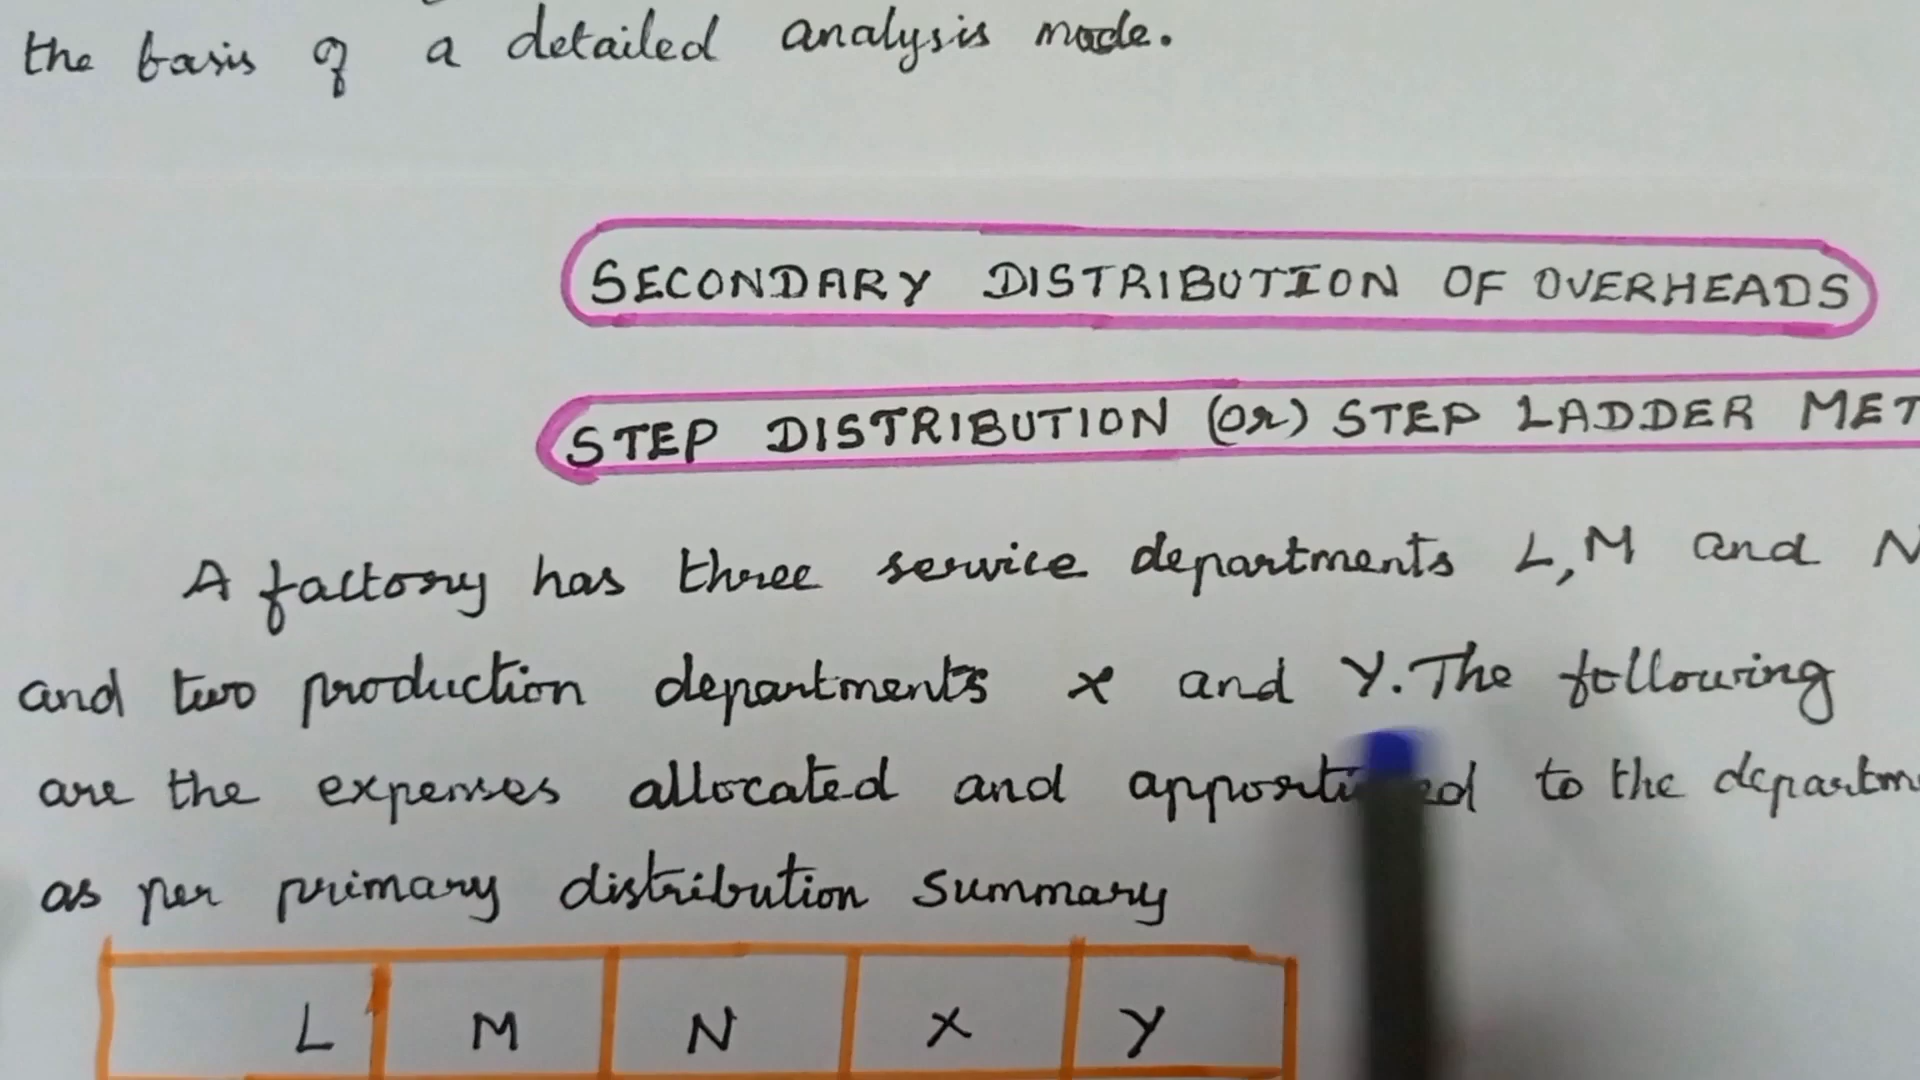 the basis of a detailed analysis made.
SECONDARY DISTRIBUTION OF OVERHEADS
STEP DISTRIBUTION (or) STEP LADDER MET
A factory has three service departments L, M and N
and two production departments X and Y. The following
are the expenses allocated and to the
as per primary distribution summary
L M N X Y